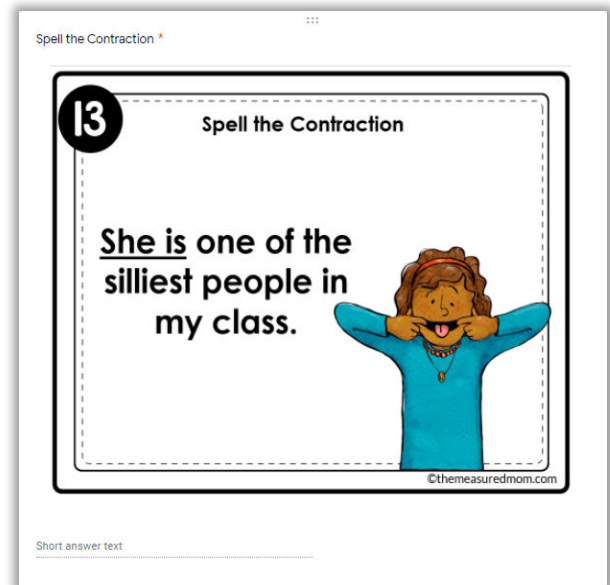 Spell the Contraction *
13
Spell the Contraction
She is one of the
silliest people in
my class.
©themeasuredmom.com
Short answer text